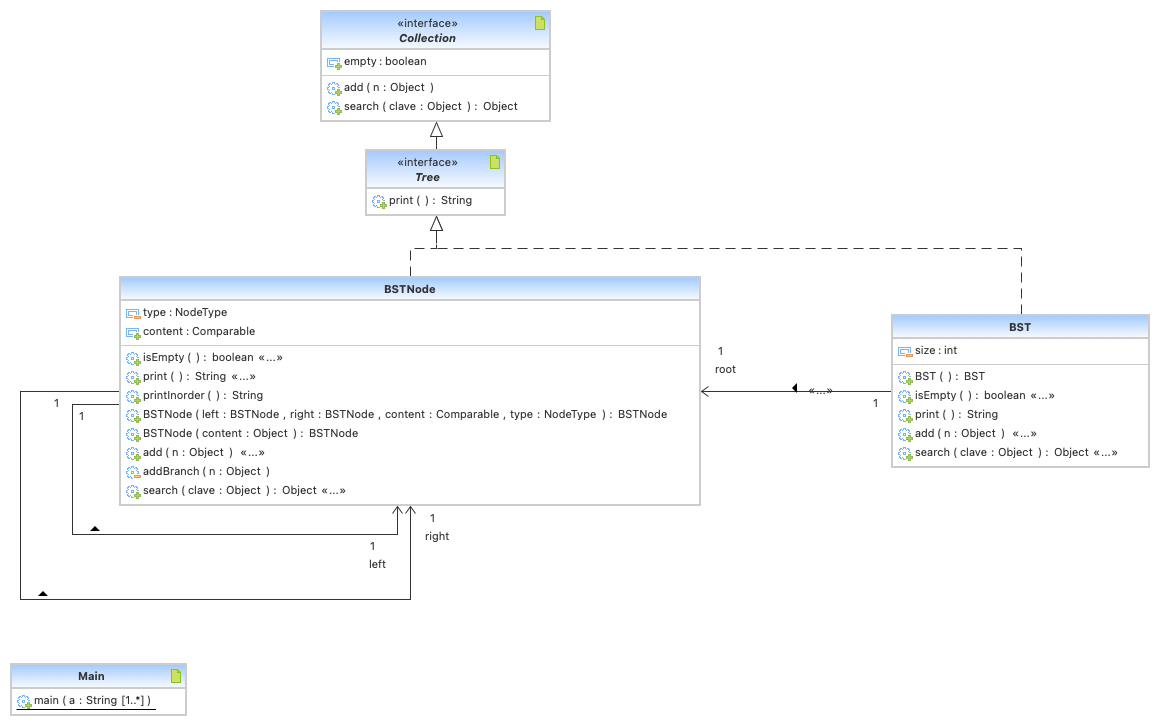 «interface»
Collection
empty : boolean
add ( n : Object )
search ( clave : Object ) : Object
«interface»
Tree
print ( ) : String
BSTNode
type : NodeType
content : Comparable
isEmpty ( ) : boolean «...»
print ( ) : String «...»
printInorder ( ) : String
BSTNode ( left : BSTNode , right : BSTNode , content : Comparable , type : NodeType ) : BSTNode
BSTNode ( content : Object ) : BSTNode
add ( n : Object ) «...»
addBranch ( n : Object )
search ( clave : Object ) : Object «...»
BST
size : int
BST ( ) : BST
isEmpty ( ) : boolean «...»
print ( ) : String
add ( n : Object ) «...»
search ( clave : Object ) : Object «...»
1
root
«...»
1
1
1
1
left
1
right
Main
main ( a : String [1..*] )